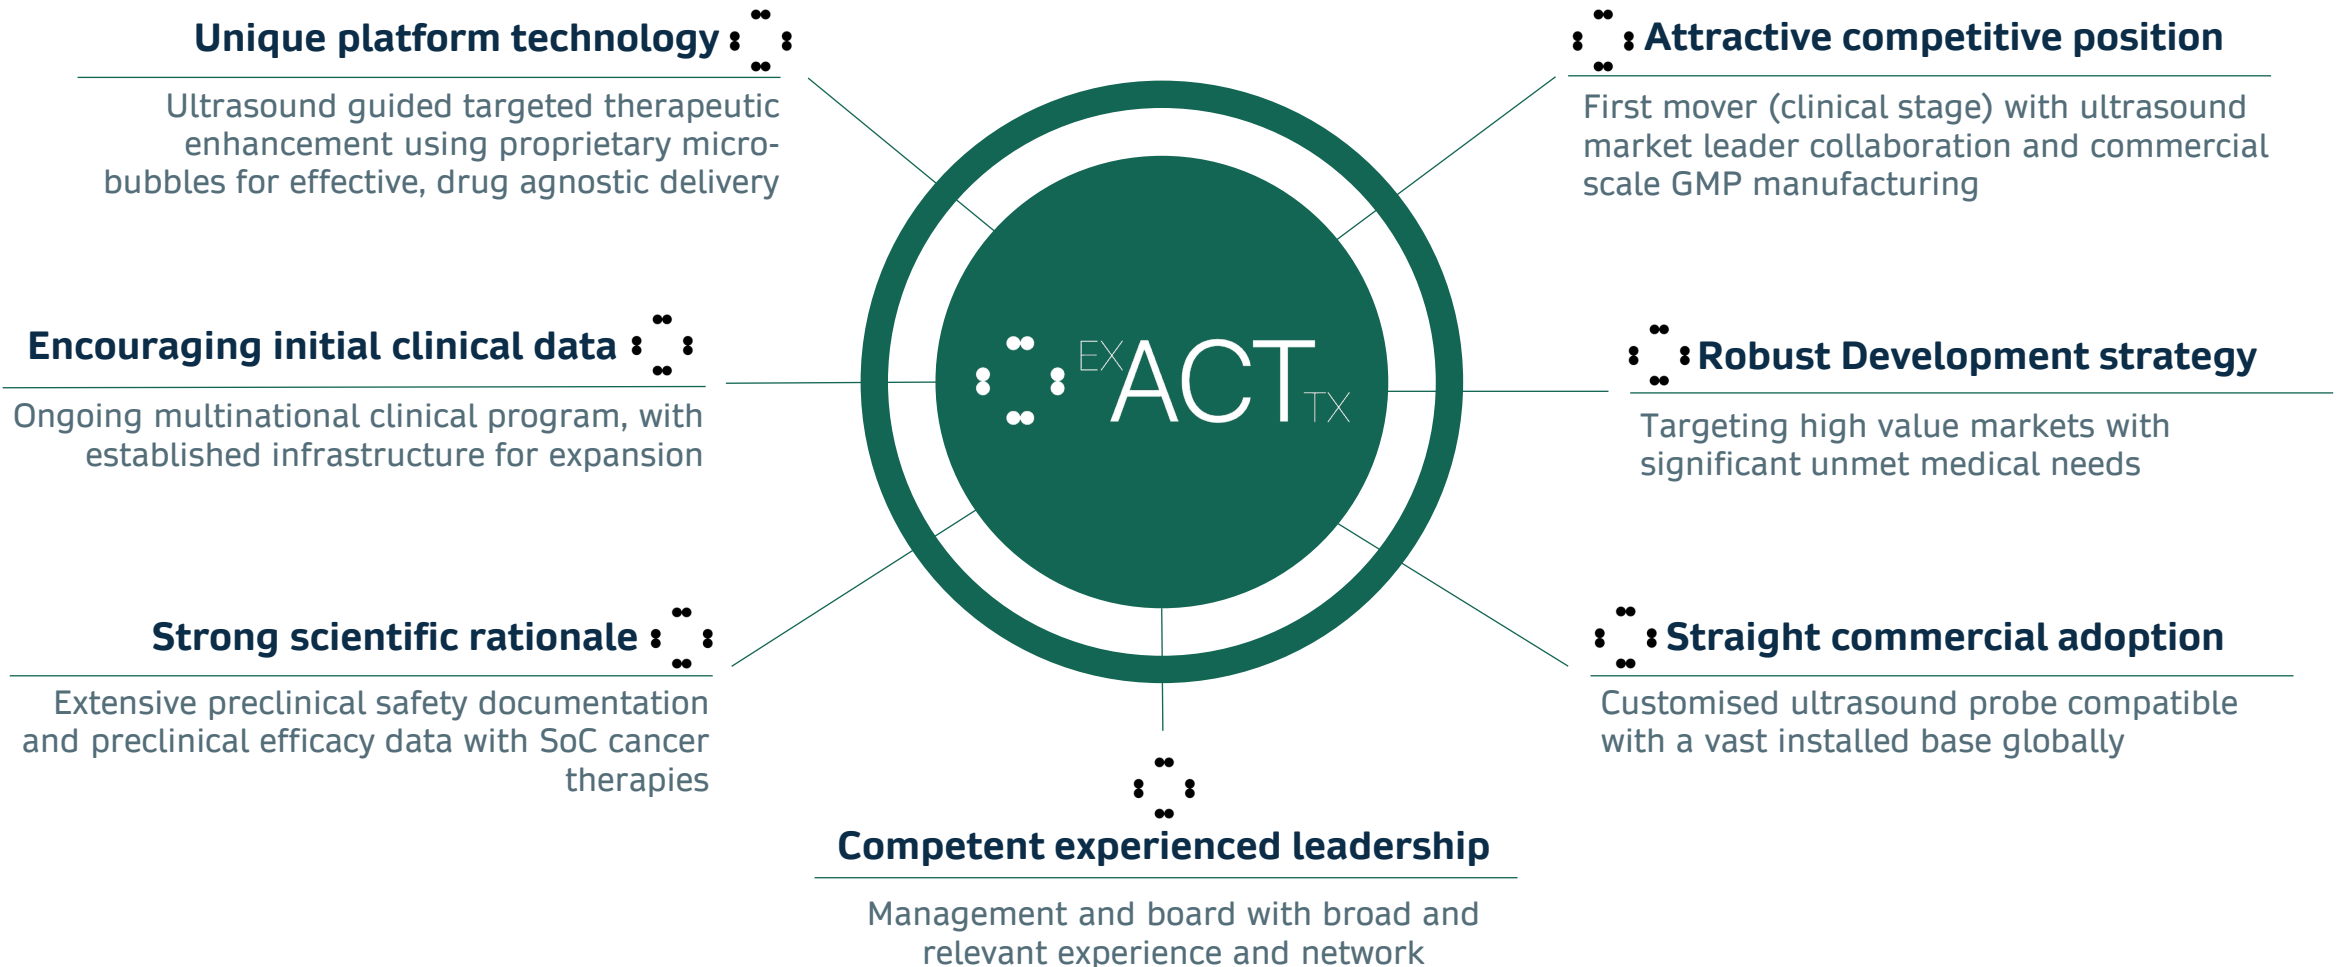 Unique platform technology
Ultrasound guided targeted therapeutic
enhancement using proprietary micro-
bubbles for effective, drug agnostic delivery
Encouraging initial clinical data
Ongoing multinational clinical program, with
established infrastructure for expansion
Strong scientific rationale
Extensive preclinical safety documentation
and preclinical efficacy data with SoC cancer
therapies
EXACTTX
Competent experienced leadership
Management and board with broad and
relevant experience and network
Attractive competitive position
First mover (clinical stage) with ultrasound
market leader collaboration and commercial
scale GMP manufacturing
Robust Development strategy
Targeting high value markets with
significant unmet medical needs
Straight commercial adoption
Customised ultrasound probe compatible
with a vast installed base globally